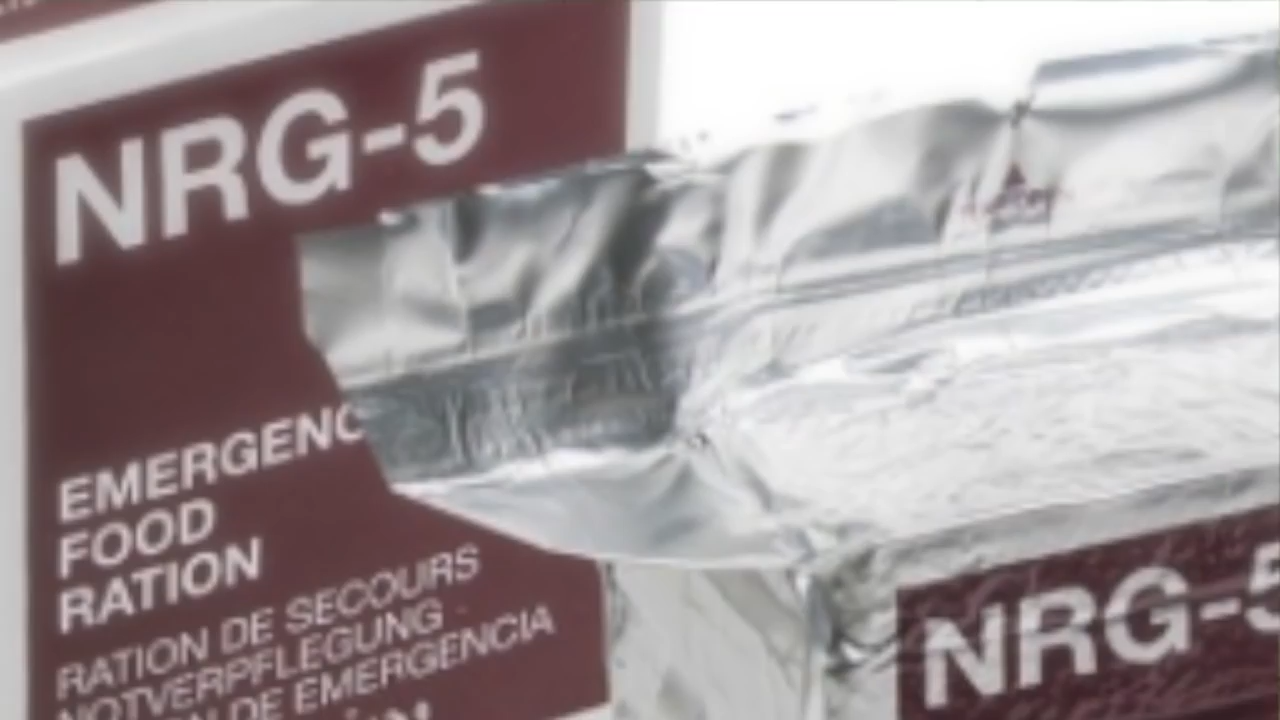 NRG-5
EMERGENC
FOOD
RATION
RATION DE SECOURS
NOTVERPFLEGUNG
N DE EMERGENCIA
NRG-5